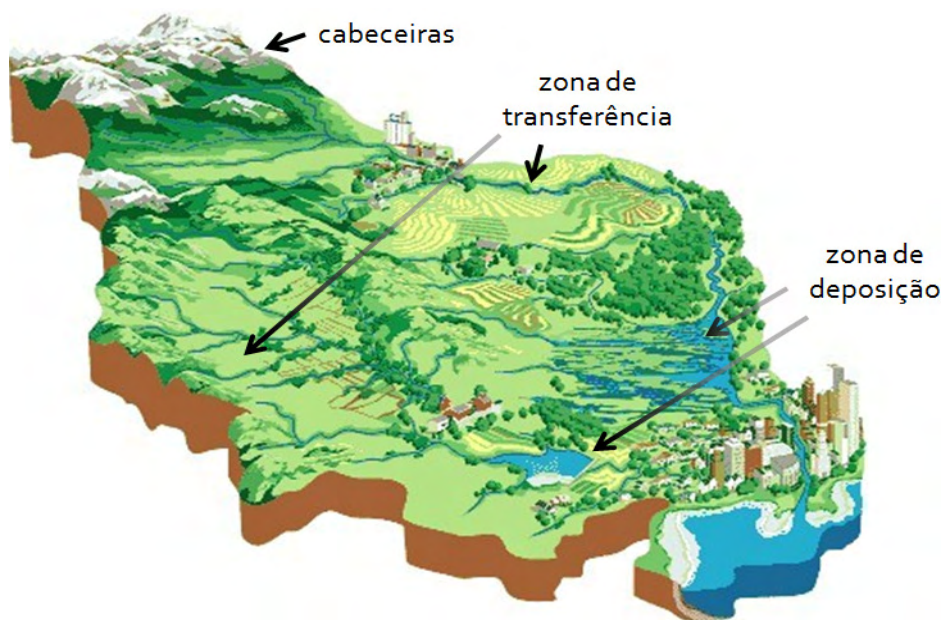 cabeceiras
zona de
transferência
zona de
deposição